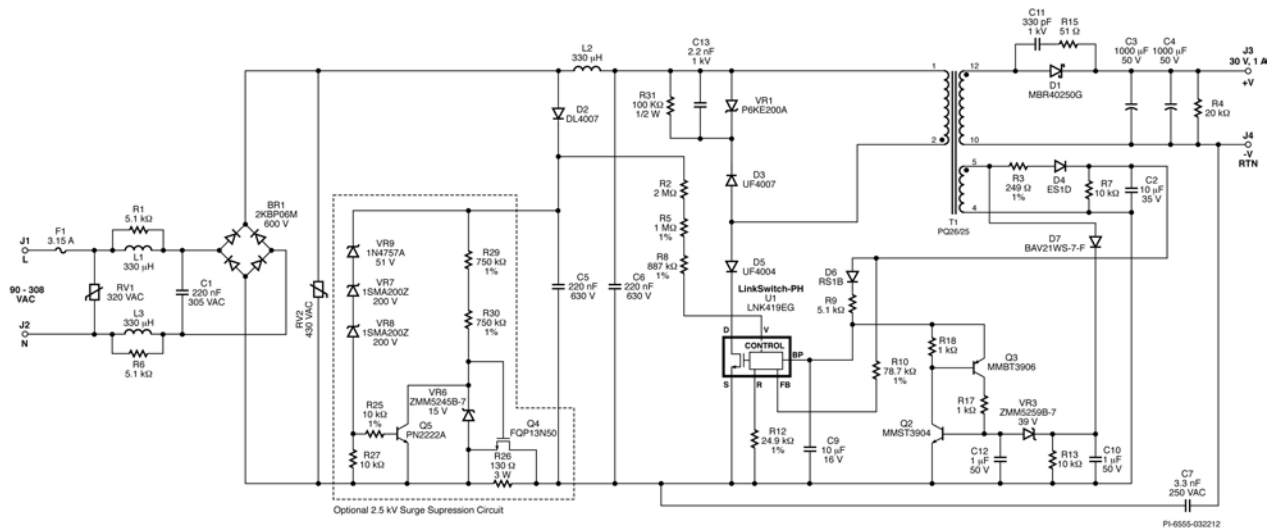 J1
L
F1
3.15 A
90 - 308
VAC
J2
N
R1
5.1 kΩ
L1
330 μH
RV1
320 VAC
C1
220 nF
305 VAC
L3
330 μH
R6
5.1 kΩ
BR1
2KBP06M
600 V
RV2
430 VAC
VR9
1N4757A
51 V
VR7
1SMA200Z
200 V
VR8
1SMA200Z
200 V
R25
10 kΩ
1%
R27
10 kΩ
Q5
PN2222A
R29
750 kΩ
1%
R30
750 kΩ
1%
VR6
ZMM5245B-7
15 V
Q4
FQP13N50
R26
130 Ω
3 W
Optional 2.5 kV Surge Supression Circuit
L2
330 μH
D2
DL4007
C5
220 nF
630 V
C6
220 nF
630 V
R31
100 KΩ
1/2 W
C13
2.2 nF
1 kV
VR1
P6KE200A
D3
UF4007
R2
2 MΩ
R5
1 MΩ
1%
R8
887 kΩ
1%
D5
UF4004
LinkSwitch-PH
U1
LNK419EG
D
V
CONTROL
BP
S
R
FB
R12
24.9 kΩ
1%
C9
10 μF
16 V
D6
RS1B
R9
5.1 kΩ
R10
78.7 kΩ
1%
R18
1 kΩ
Q3
MMBT3906
R17
1 kΩ
Q2
MMST3904
VR3
ZMM5259B-7
39 V
C12
1 μF
50 V
R13
10 kΩ
C10
1 μF
50 V
1
2
12
10
5
4
T1
PQ26/25
C11
330 pF
1 kV
R15
51 Ω
D1
MBR40250G
C3
1000 μF
50 V
C4
1000 μF
50 V
R4
20 kΩ
J3
30 V, 1 A
+V
J4
-V
RTN
R3
249 Ω
1%
D4
ES1D
R7
10 kΩ
C2
10 μF
35 V
D7
BAV21WS-7-F
C7
3.3 nF
250 VAC
PI-6555-032212